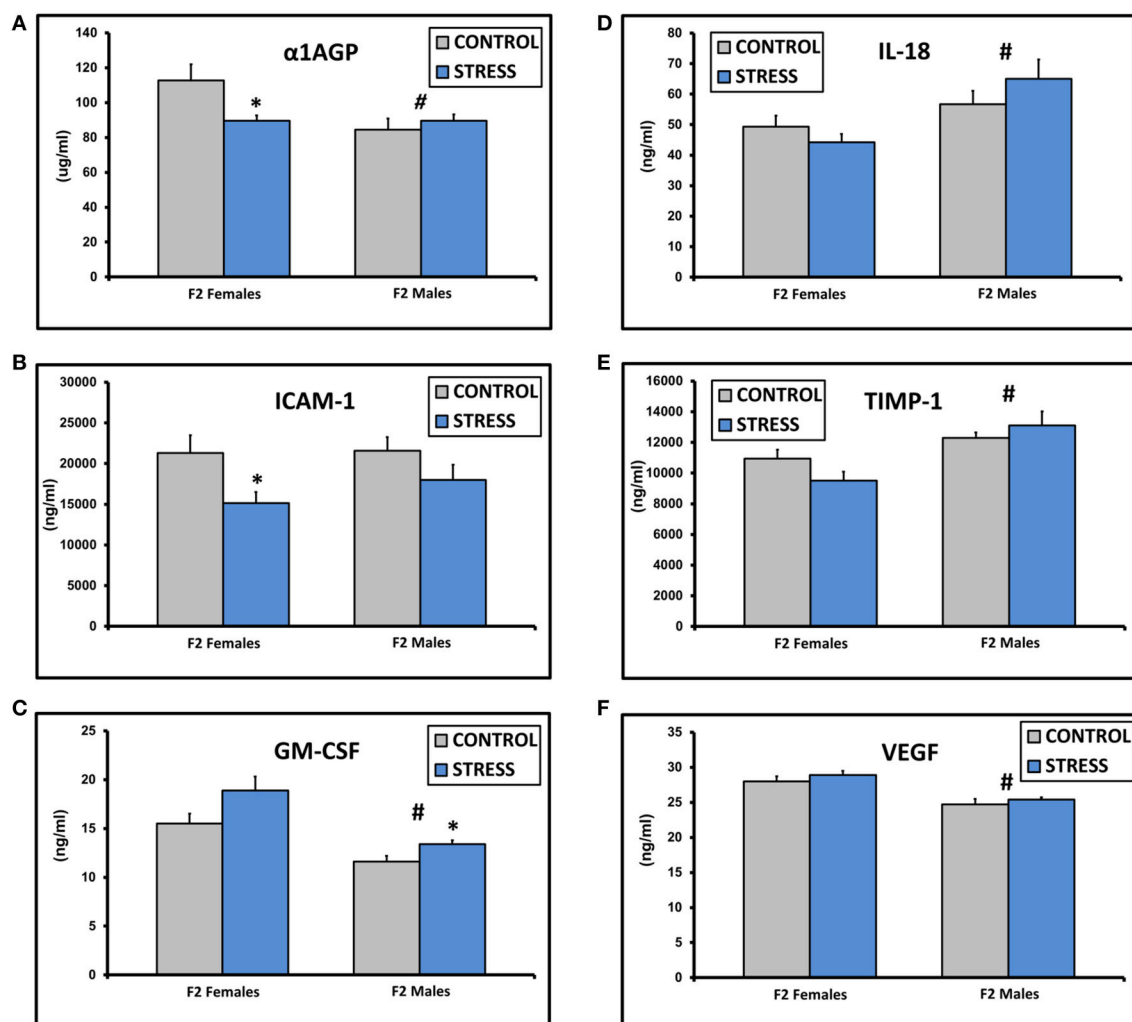 A
α1AGP
CONTROL
STRESS
(ug/ml)
140
120
100
80
60
40
20
0
*
#
F2 Females
F2 Males
B
ICAM-1
CONTROL
STRESS
(ng/ml)
30000
25000
20000
15000
10000
5000
0
*
F2 Females
F2 Males
C
GM-CSF
CONTROL
STRESS
(ng/ml)
25
20
15
10
5
0
#
*
F2 Females
F2 Males
D
IL-18
CONTROL
STRESS
(ng/ml)
80
70
60
50
40
30
20
10
0
#
F2 Females
F2 Males
E
TIMP-1
CONTROL
STRESS
(ng/ml)
16000
14000
12000
10000
8000
6000
4000
2000
0
#
F2 Females
F2 Males
F
VEGF
CONTROL
STRESS
(ng/ml)
35
30
25
20
15
10
5
0
#
F2 Females
F2 Males